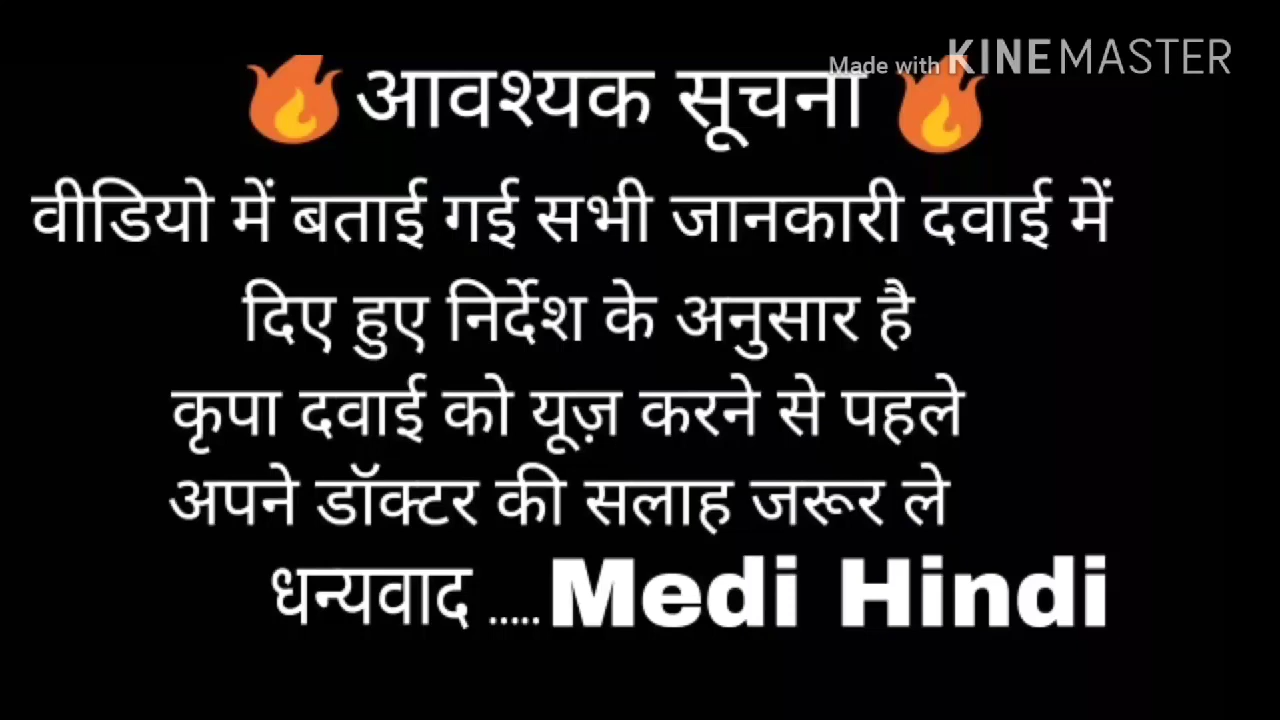 Made with KINEMASTER
🔥 आवश्यक सूचना 🔥
वीडियो में बताई गई सभी जानकारी दवाई में
दिए हुए निर्देश के अनुसार है
कृपा दवाई को यूज़ करने से पहले
अपने डॉक्टर की सलाह जरूर ले
धन्यवाद ..... Medi Hindi